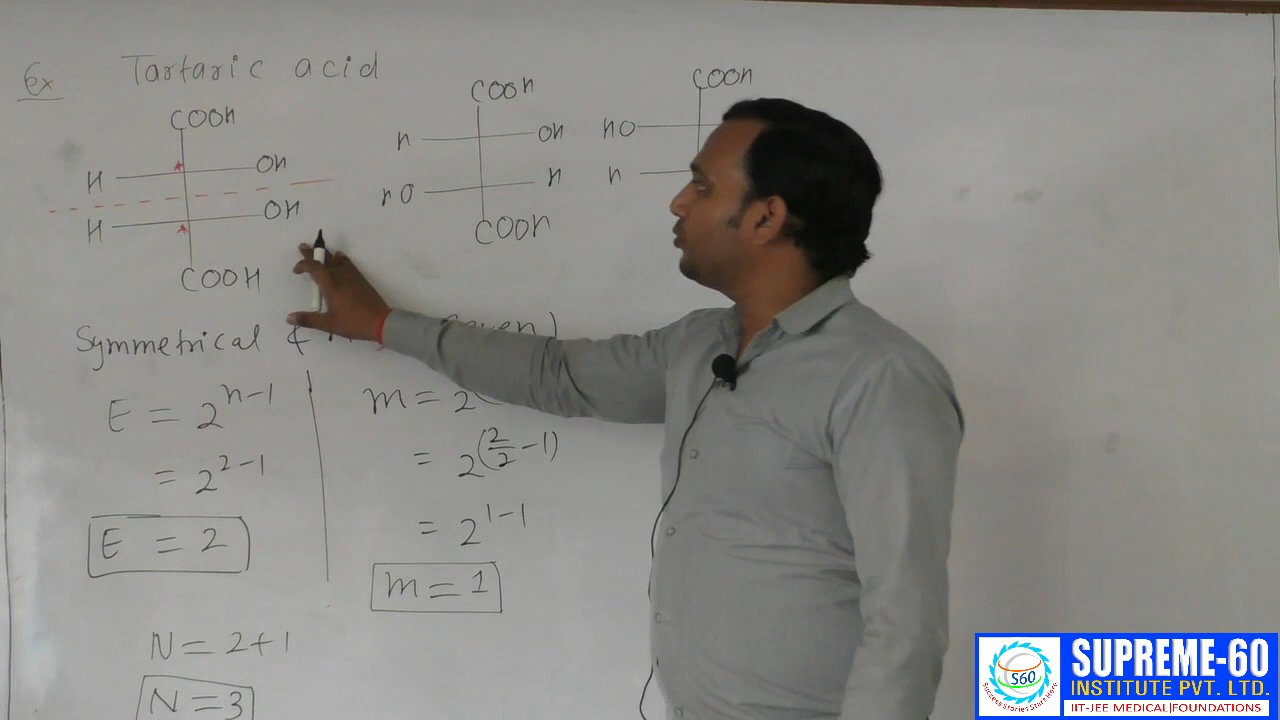 Ex Tartaric acid
COOH
H OH
H OH
COOH
COOH
H OH
HO H
COOH
COOH
HO
H
Symmetrical & even)
E = 2^{n-1}
= 2^{2-1}
E = 2
m = 2
= 2^{(2/2 - 1)}
= 2^{1-1}
m = 1
N = 2+1
N = 3
S60
SUPREME-60
INSTITUTE PVT. LTD.
IIT-JEE MEDICAL|FOUNDATIONS